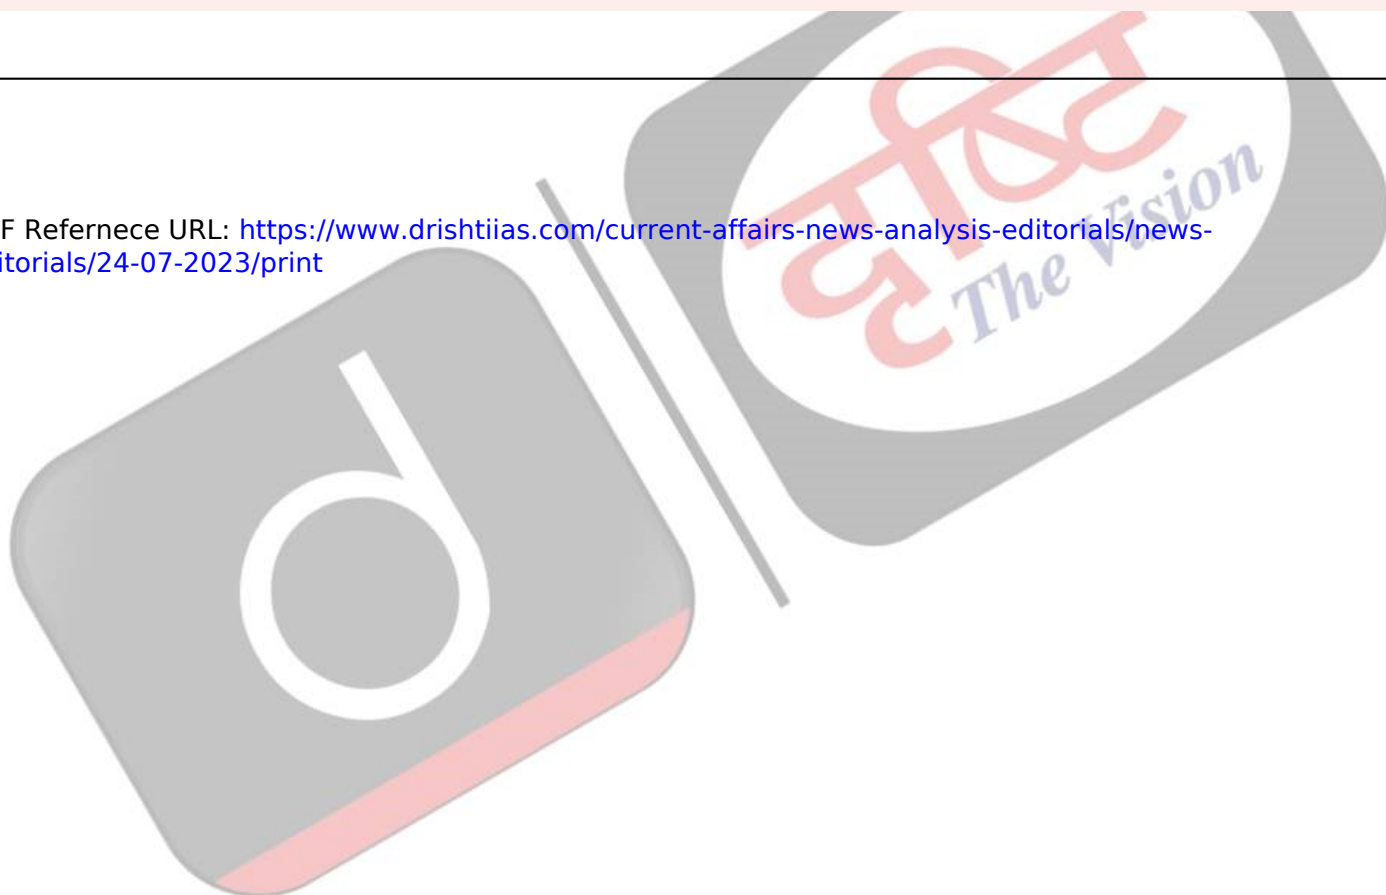 F Refernece URL: https://www.drishtiias.com/current-affairs-news-analysis-editorials/news-
itorials/24-07-2023/print
दृष्टि
The Vision
d